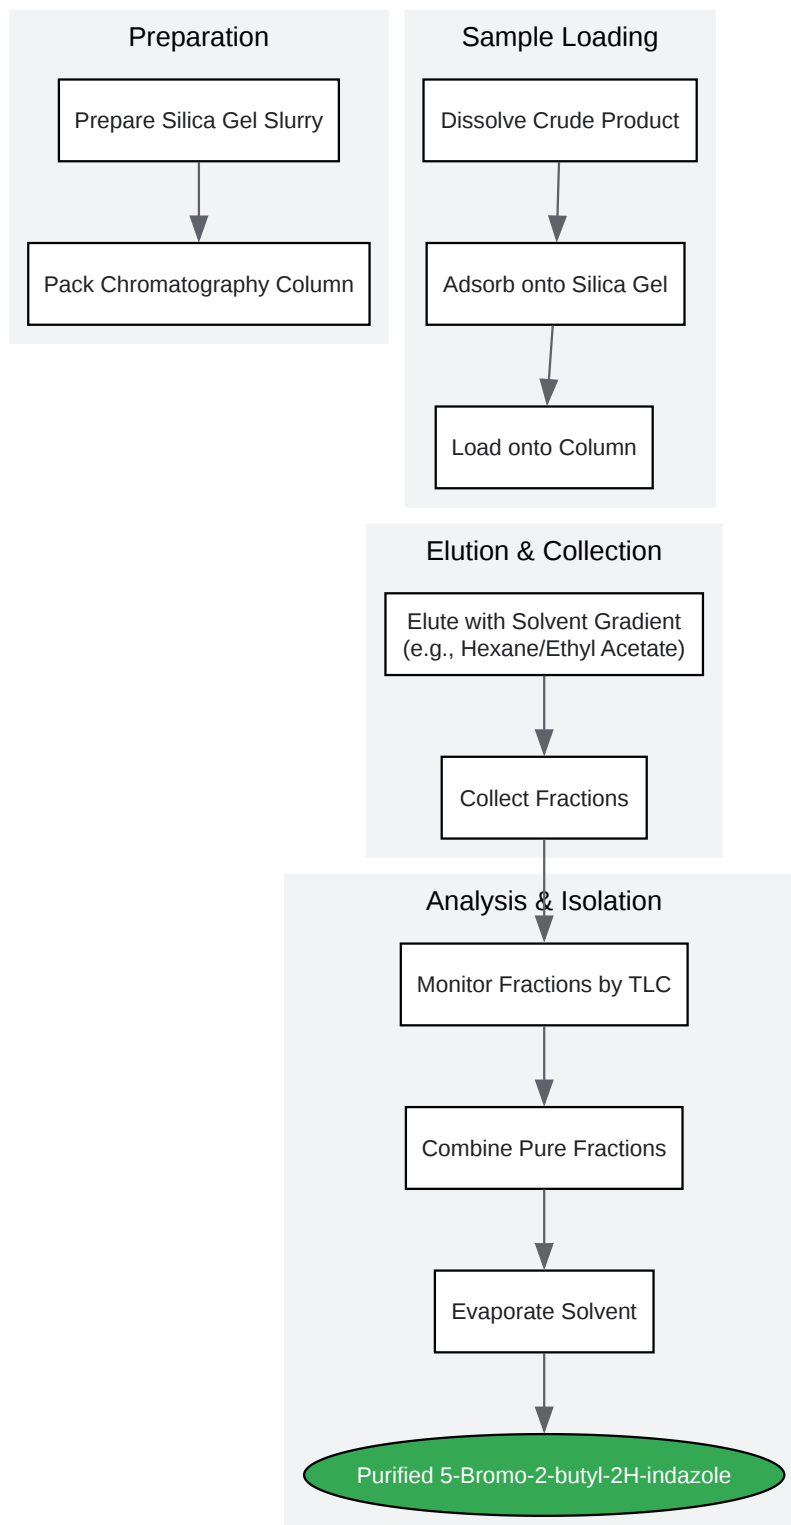 Preparation
Prepare Silica Gel Slurry
Pack Chromatography Column
Sample Loading
Dissolve Crude Product
Adsorb onto Silica Gel
Load onto Column
Elution & Collection
Elute with Solvent Gradient
(e.g., Hexane/Ethyl Acetate)
Collect Fractions
Analysis & Isolation
Monitor Fractions by TLC
Combine Pure Fractions
Evaporate Solvent
Purified 5-Bromo-2-butyl-2H-indazole